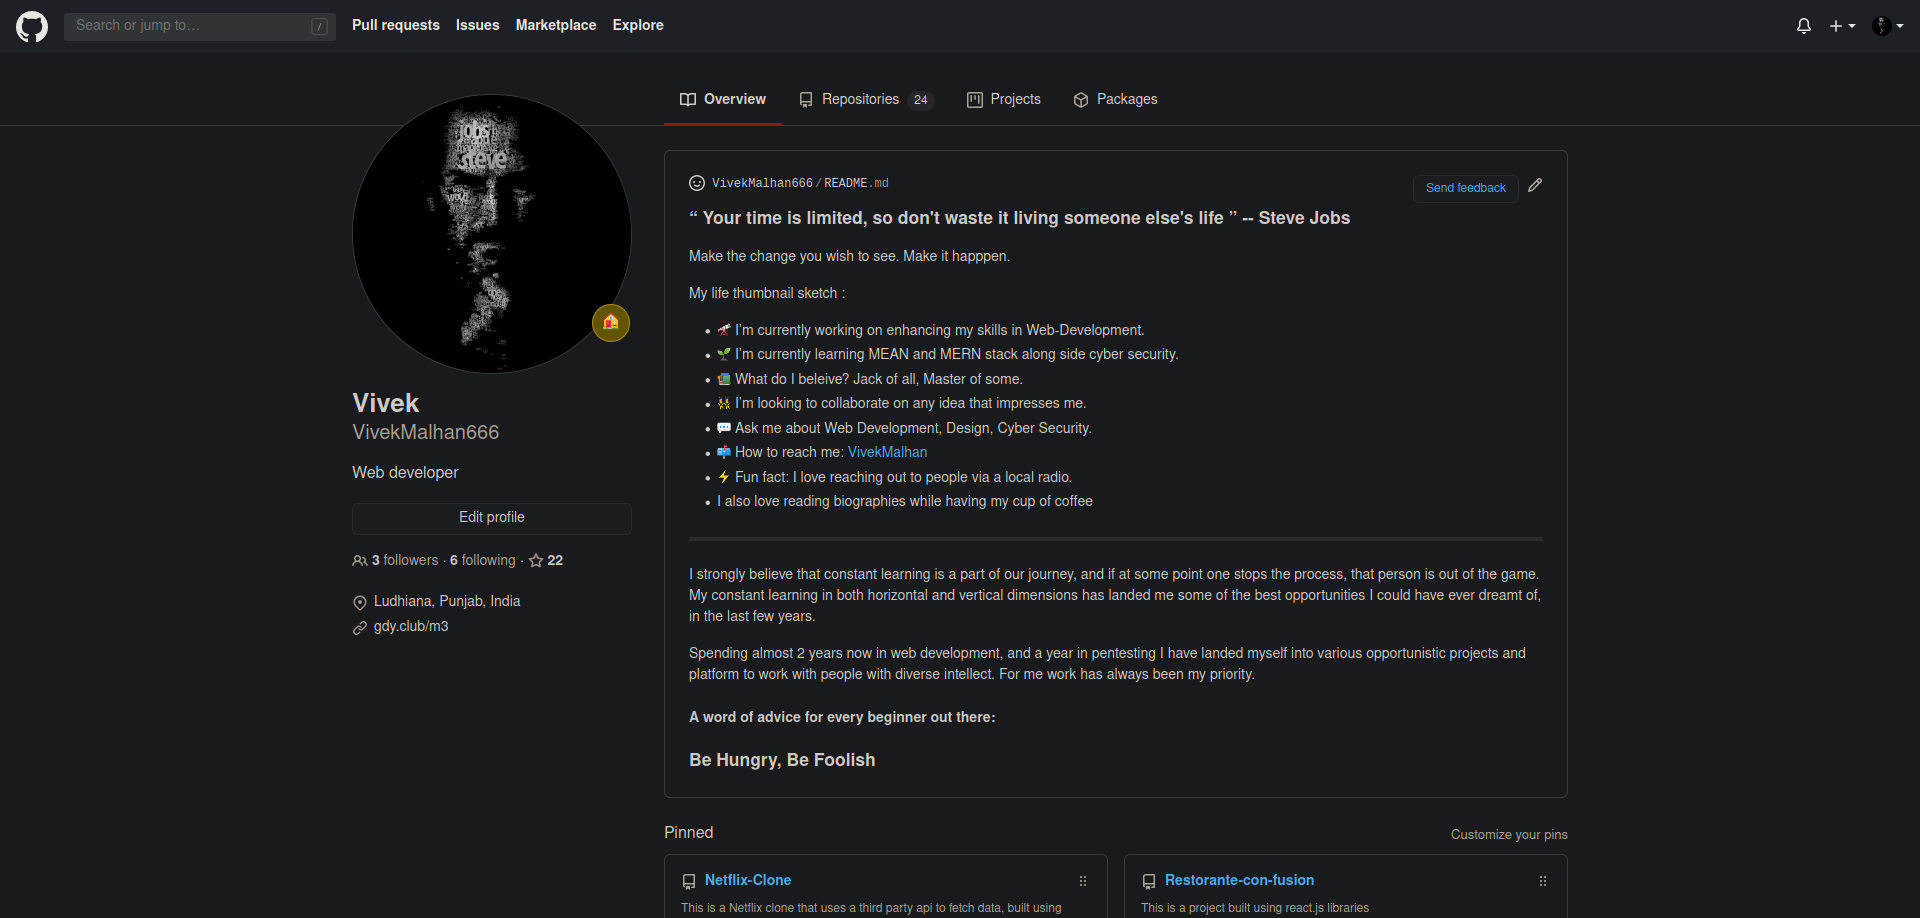 Search or jump to...
/
Pull requests Issues Marketplace Explore
Overview Repositories 24 Projects Packages
jobs
steve
VivekMalhan666/README.md
Send feedback
“ Your time is limited, so don't waste it living someone else's life ” -- Steve Jobs
Make the change you wish to see. Make it happpen.
My life thumbnail sketch :
I'm currently working on enhancing my skills in Web-Development.
I'm currently learning MEAN and MERN stack along side cyber security.
What do I beleive? Jack of all, Master of some.
I'm looking to collaborate on any idea that impresses me.
Ask me about Web Development, Design, Cyber Security.
How to reach me: VivekMalhan
Fun fact: I love reaching out to people via a local radio.
I also love reading biographies while having my cup of coffee
I strongly believe that constant learning is a part of our journey, and if at some point one stops the process, that person is out of the game.
My constant learning in both horizontal and vertical dimensions has landed me some of the best opportunities I could have ever dreamt of,
in the last few years.
Spending almost 2 years now in web development, and a year in pentesting I have landed myself into various opportunistic projects and
platform to work with people with diverse intellect. For me work has always been my priority.
A word of advice for every beginner out there:
Be Hungry, Be Foolish
Vivek
VivekMalhan666
Web developer
Edit profile
3 followers · 6 following · 22
Ludhiana, Punjab, India
gdy.club/m3
Pinned
Customize your pins
Netflix-Clone
This is a Netflix clone that uses a third party api to fetch data, built using
Restorante-con-fusion
This is a project built using react.js libraries